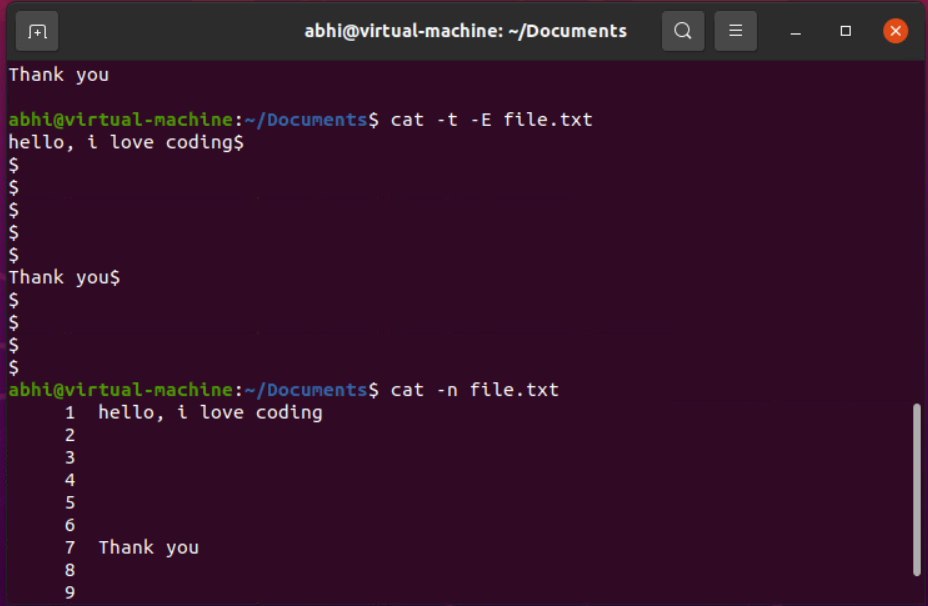 abhi@virtual-machine: ~/Documents
Thank you
abhi@virtual-machine:~/Documents$ cat -t -E file.txt
hello, i love coding$
$
$
$
$
$
Thank you$
$
$
$
$
abhi@virtual-machine:~/Documents$ cat -n file.txt
1 hello, i love coding
2
3
4
5
6
7 Thank you
8
9